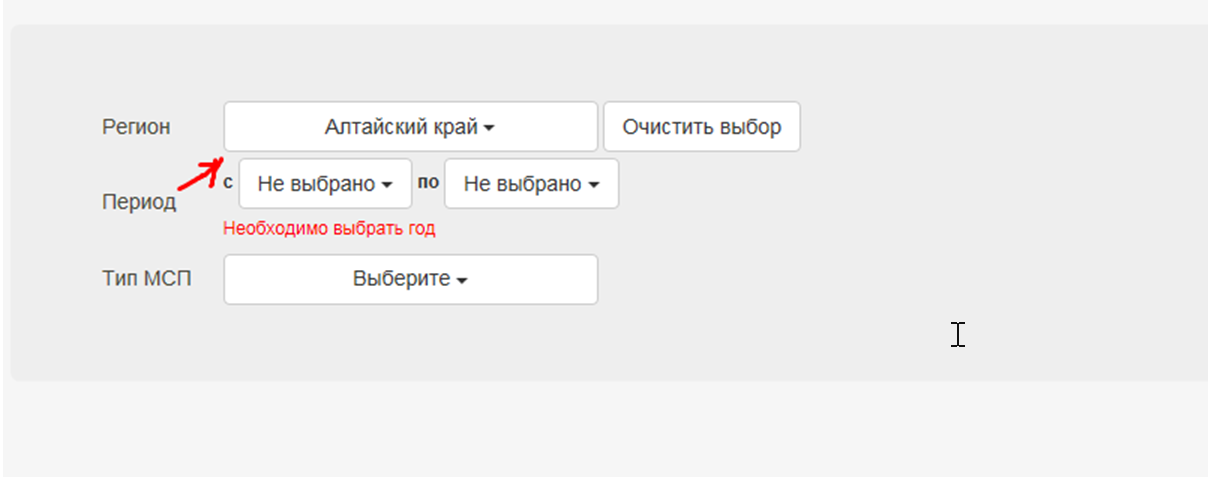 Регион Алтайский край Очистить выбор
Период с Не выбрано по Не выбрано
Необходимо выбрать год
Тип МСП Выберите